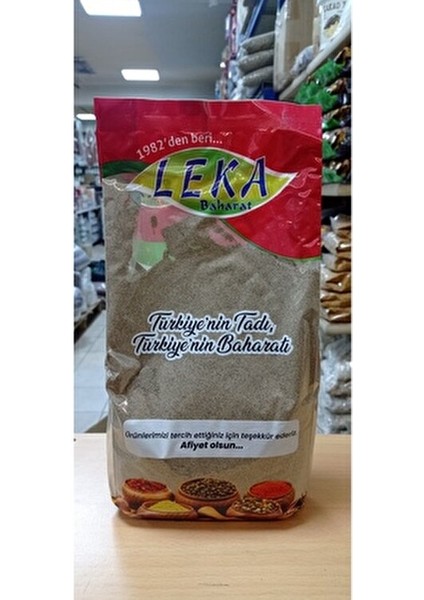 1982'den beri...
LEKA
Baharat
Türkiye'nin Tadı,
Türkiye'nin Baharatı
Ürünlerimizi tercih ettiğiniz için teşekkür ederiz.
Afiyet olsun...